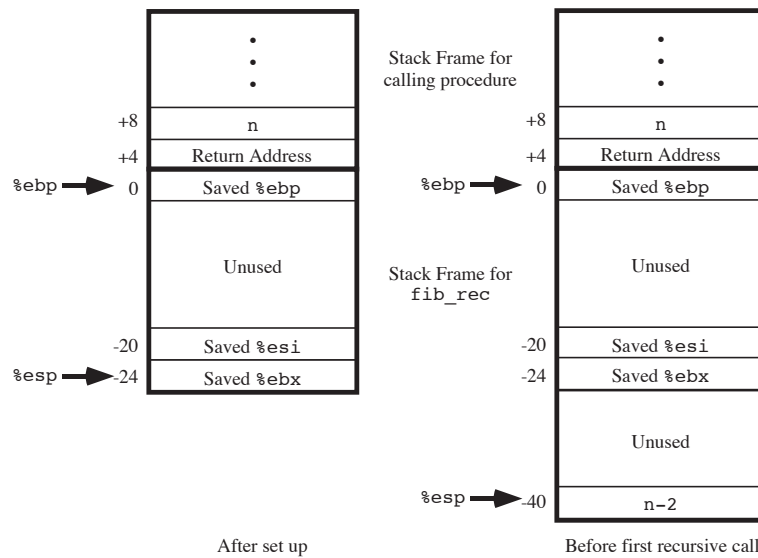 Stack Frame for
calling procedure
+8
n
+4
Return Address
%ebp
0
Saved %ebp
Unused
-20
Saved %esi
%esp
-24
Saved %ebx
After set up
Stack Frame for
fib_rec
+8
n
+4
Return Address
%ebp
0
Saved %ebp
Unused
-20
Saved %esi
-24
Saved %ebx
Unused
%esp
-40
n-2
Before first recursive call